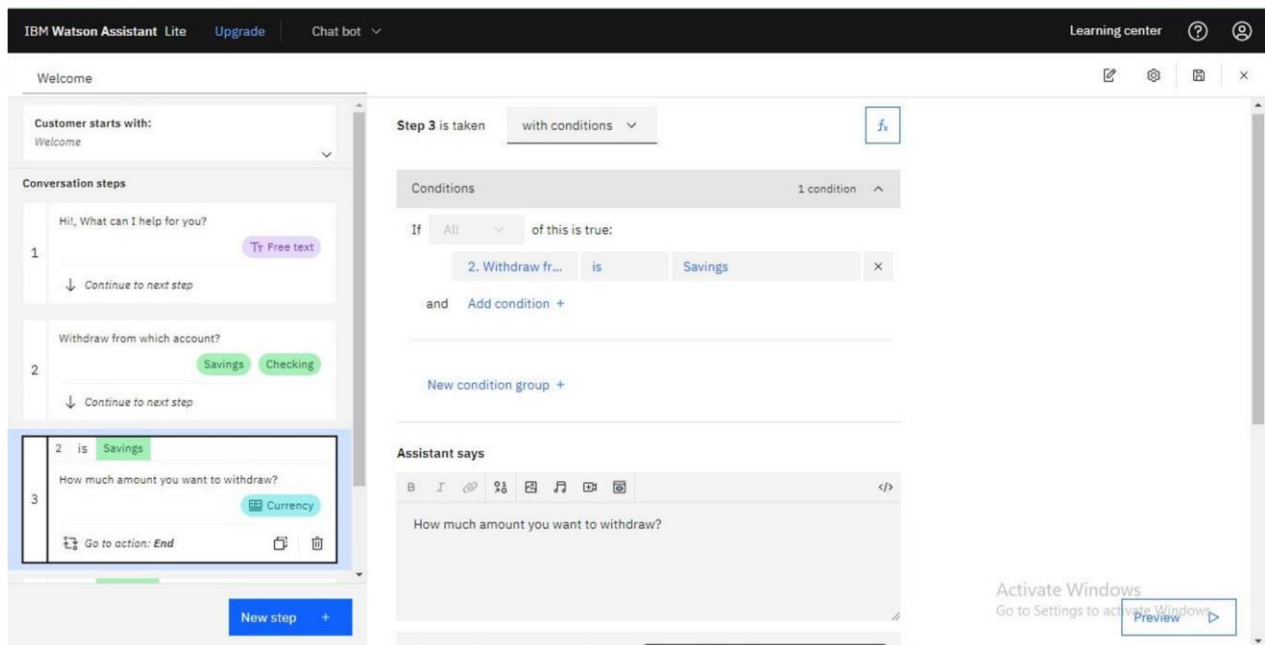 IBM Watson Assistant Lite Upgrade Chat bot Learning center
Welcome
Customer starts with:
Welcome
Conversation steps
1
Hi!, What can I help for you?
Free text
Continue to next step
2
Withdraw from which account?
Savings Checking
Continue to next step
3
2 is Savings
How much amount you want to withdraw?
Currency
Go to action: End
New step +
Step 3 is taken with conditions
fx
Conditions 1 condition
If All of this is true:
2. Withdraw fr... is Savings
and Add condition +
New condition group +
Assistant says
B I </>
How much amount you want to withdraw?
Activate Windows
Go to Settings to activate Windows.
Preview